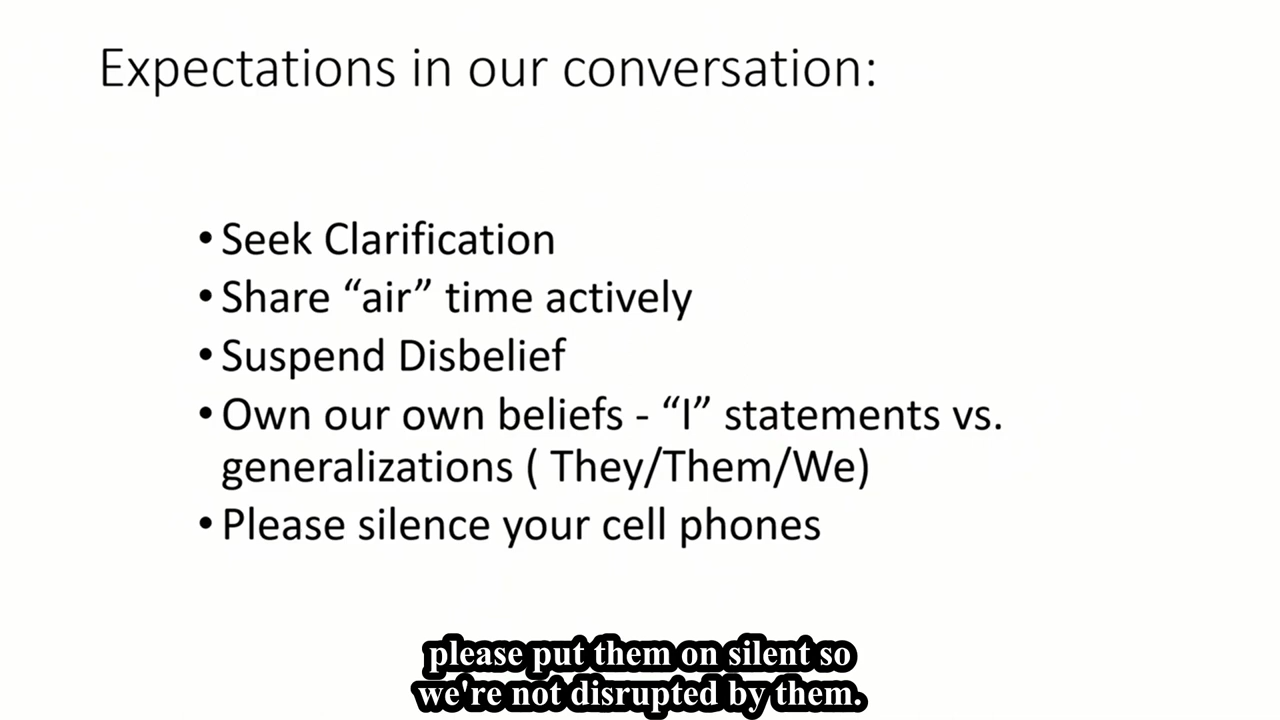 Expectations in our conversation:
• Seek Clarification
• Share “air” time actively
• Suspend Disbelief
• Own our own beliefs - “I” statements vs.
generalizations ( They/Them/We)
• Please silence your cell phones
please put them on silent so
we're not disrupted by them.